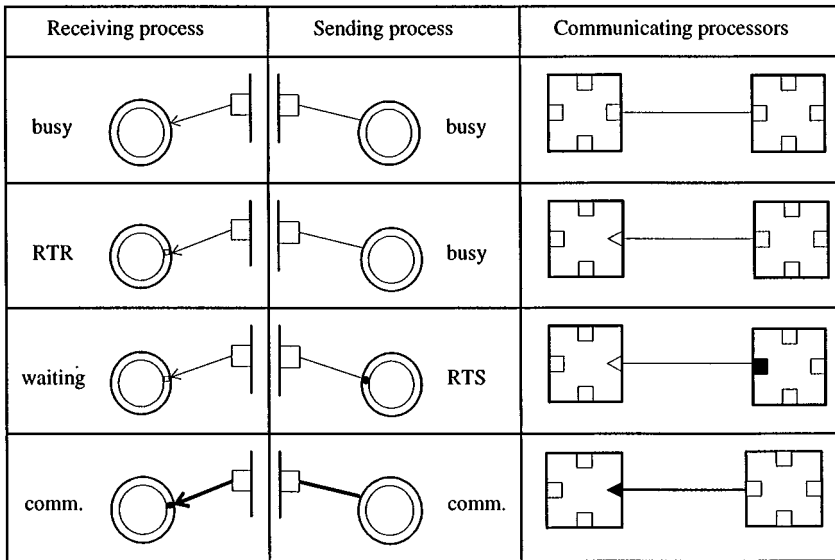 Receiving process Sending process Communicating processors
busy busy
RTR busy
waiting RTS
comm. comm.